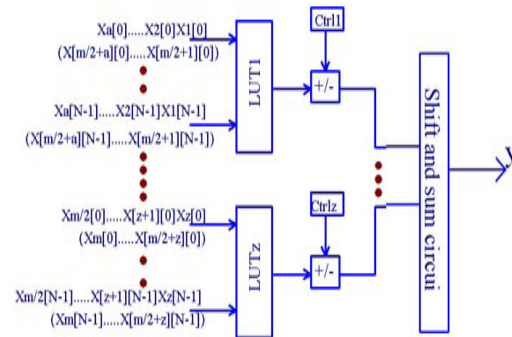 Xa[0].....X2[0]X1[0]
(X[m/2+a][0].....X[m/2+1][0])
Xa[N-1].....X2[N-1]X1[N-1]
(X[m/2+a][N-1].....X[m/2+1][N-1])
LUT1
Ctrl1
+/-
Xm/2[0].....X[z+1][0]Xz[0]
(Xm[0].....X[m/2+z][0])
Xm/2[N-1].....X[z+1][N-1]Xz[N-1]
(Xm[N-1].....X[m/2+z][N-1])
LUTz
Ctrlz
+/-
Shift and sum circui
y